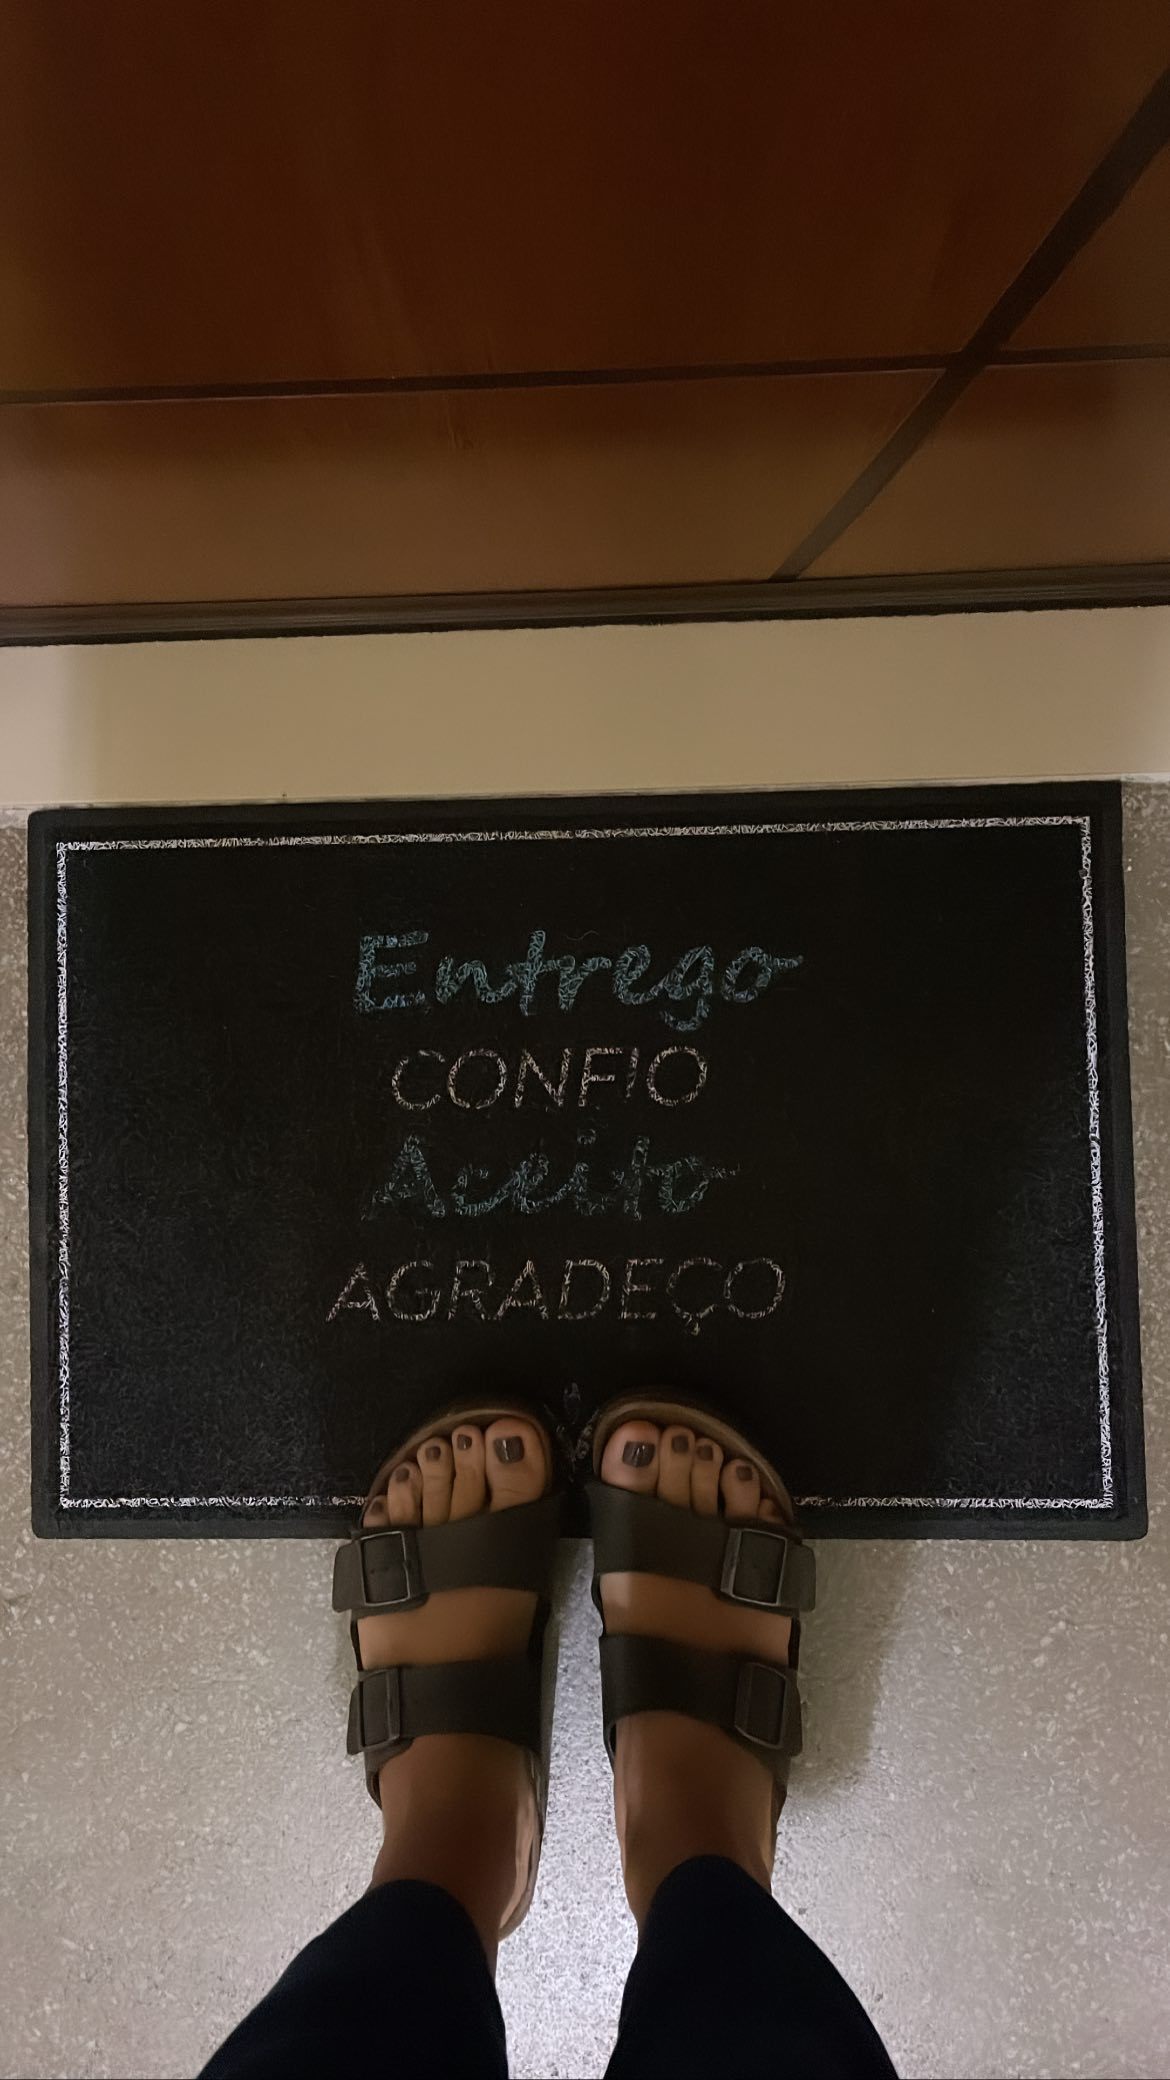 Entrego
CONFIO
Aceito
AGRADEÇO